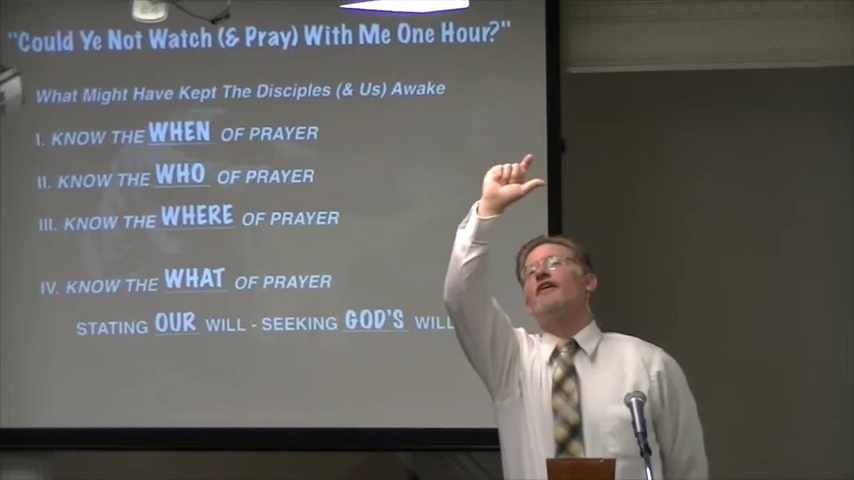 "Could Ye Not Watch (& Pray) With Me One Hour?"
What Might Have Kept The Disciples (& Us) Awake
I. KNOW THE WHEN OF PRAYER
II. KNOW THE WHO OF PRAYER
III. KNOW THE WHERE OF PRAYER
IV. KNOW THE WHAT OF PRAYER
STATING OUR WILL - SEEKING GOD'S WILL